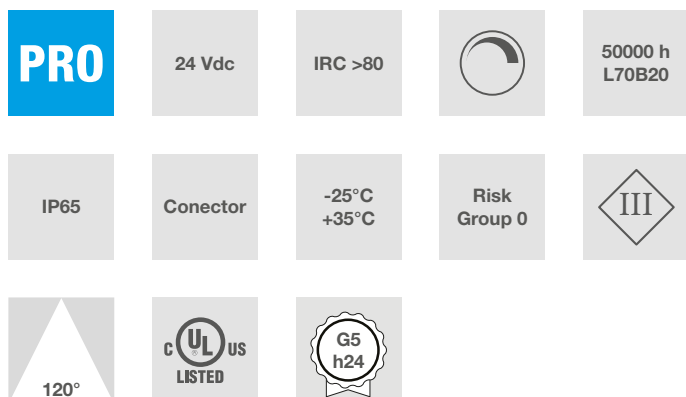 PRO
24 Vdc
IRC >80
50000 h
L70B20
IP65
Conector
-25°C
+35°C
Risk
Group 0
III
120°
C UL® US
LISTED
G5
h24